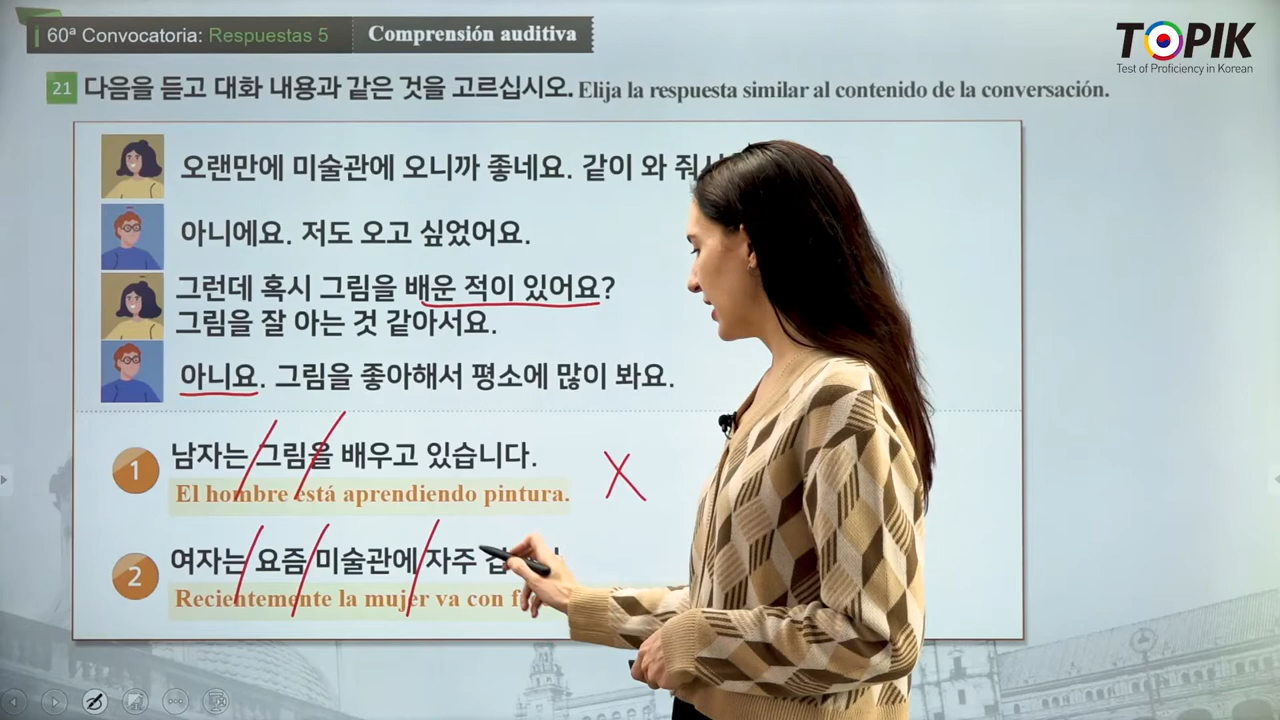 60ª Convocatoria: Respuestas 5
Comprensión auditiva
TOPIK
Test of Proficiency in Korean
21 다음을 듣고 대화 내용과 같은 것을 고르십시오. Elija la respuesta similar al contenido de la conversación.
오랜만에 미술관에 오니까 좋네요. 같이 와 줘서
아니에요. 저도 오고 싶었어요.
그런데 혹시 그림을 배운 적이 있어요?
그림을 잘 아는 것 같아서요.
아니요. 그림을 좋아해서 평소에 많이 봐요.
1 남자는 그림을 배우고 있습니다.
El hombre está aprendiendo pintura.
2 여자는 요즘 미술관에 자주
Recientemente la mujer va con